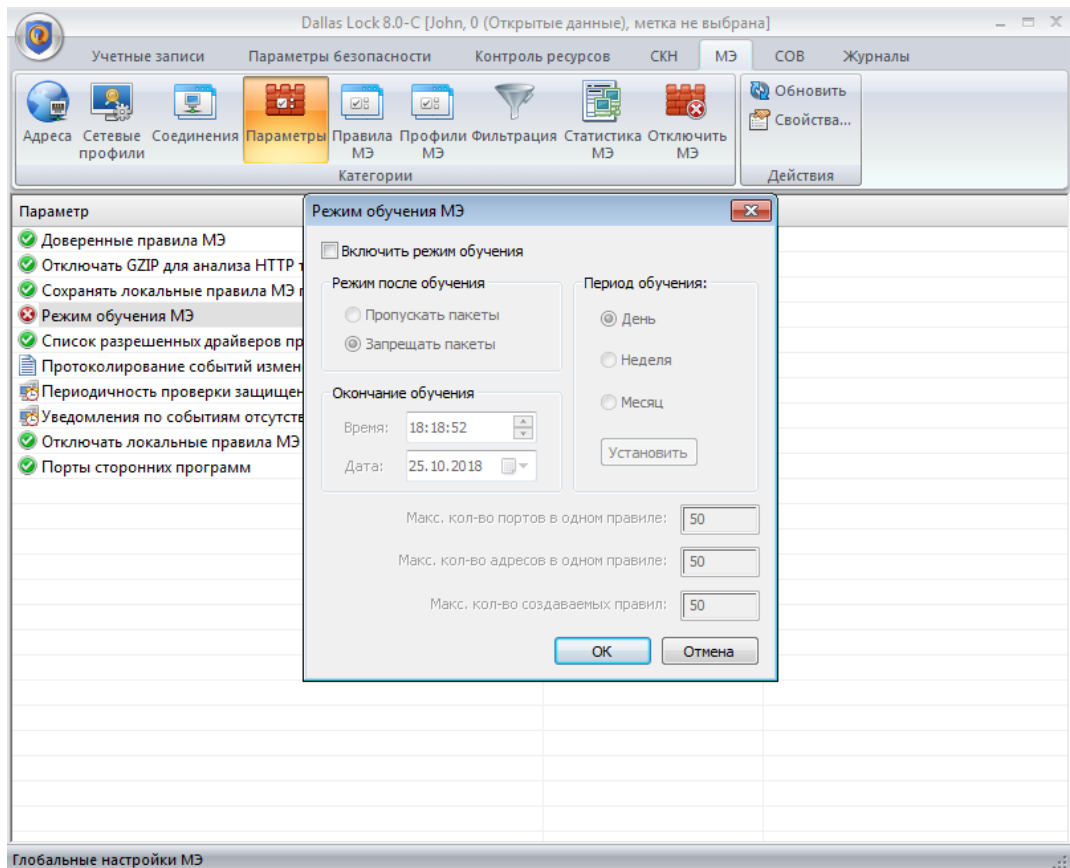 Dallas Lock 8.0-C [John, 0 (Открытые данные), метка не выбрана]
Учетные записи Параметры безопасности Контроль ресурсов СКН МЭ СОВ Журналы
Адреса Сетевые профили Соединения Параметры Правила МЭ Профили МЭ Фильтрация Статистика МЭ Отключить МЭ
Обновить
Свойства...
Категории Действия
Параметр
Доверенные правила МЭ
Отключать GZIP для анализа HTTP
Сохранять локальные правила МЭ
Режим обучения МЭ
Список разрешенных драйверов пр
Протоколирование событий измен
Периодичность проверки защищен
Уведомления по событиям отсутств
Отключать локальные правила МЭ
Порты сторонних программ
Режим обучения МЭ
Включить режим обучения
Режим после обучения
Пропускать пакеты
Запрещать пакеты
Период обучения:
День
Неделя
Месяц
Установить
Окончание обучения
Время: 18:18:52
Дата: 25.10.2018
Макс. кол-во портов в одном правиле: 50
Макс. кол-во адресов в одном правиле: 50
Макс. кол-во создаваемых правил: 50
OK Отмена
Глобальные настройки МЭ